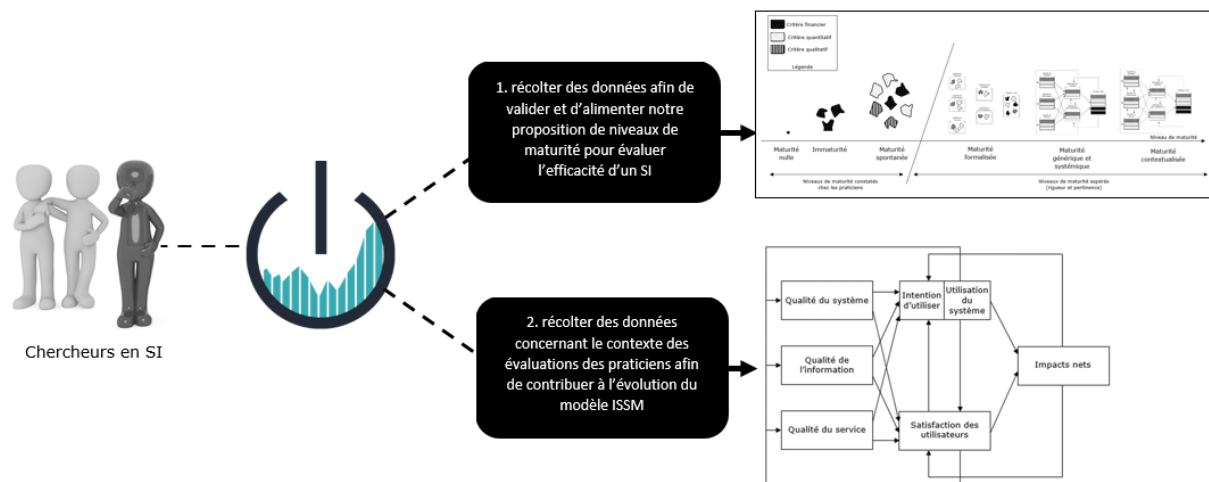 Chercheurs en SI
1. récolter des données afin de
valider et d'alimenter notre
proposition de niveaux de
maturité pour évaluer
l'efficacité d'un SI
2. récolter des données
concernant le contexte des
évaluations des praticiens afin
de contribuer à l'évolution du
modèle ISSM
Critère financier
Critère quantitatif
Critère qualitatif
Légende
Niveau de maturité
Maturité
nulle
Immaturité
Maturité
spontanée
Maturité
formalisée
Maturité
générique et
systémique
Maturité
contextualisée
Niveaux de maturité constatés
chez les praticiens
Niveaux de maturité espérés
(rigueur et pertinence)
Qualité du système
Qualité de
l'information
Qualité du service
Intention
d'utiliser
Utilisation
du
système
Satisfaction des
utilisateurs
Impacts nets